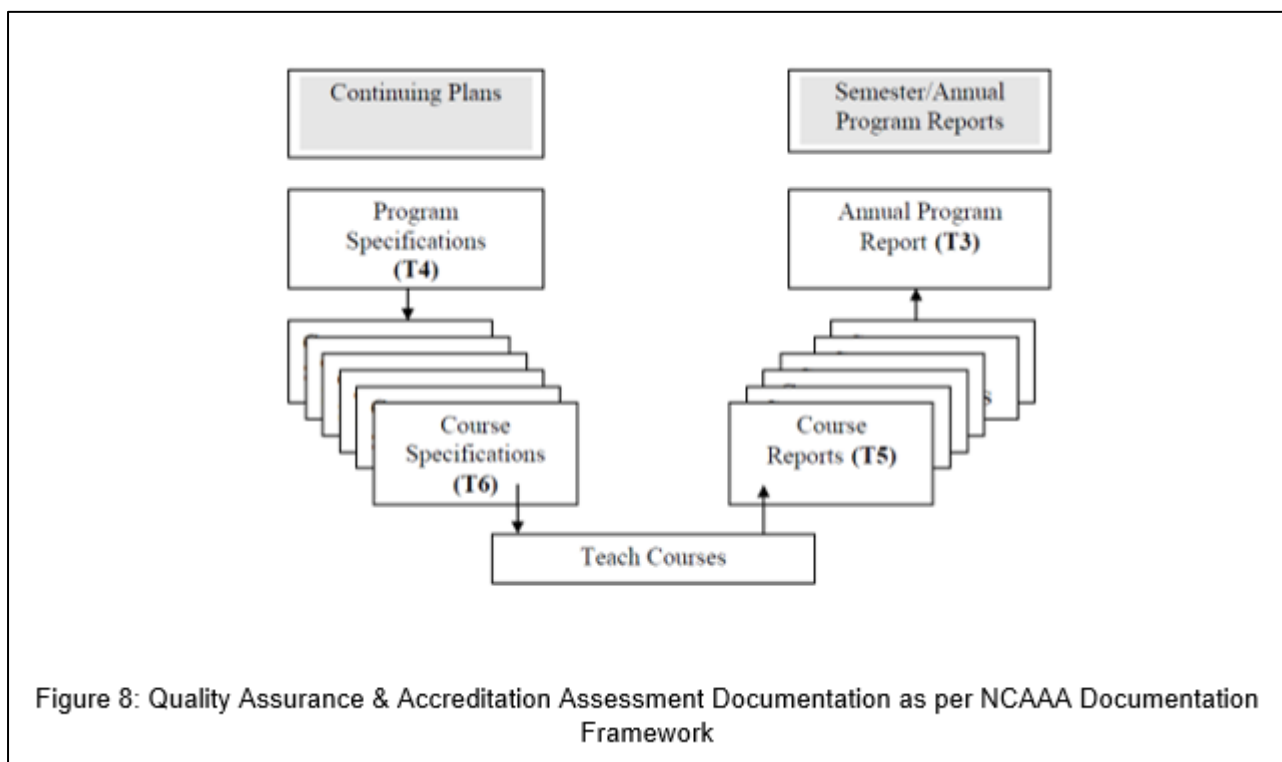 Continuing Plans
Semester/Annual
Program Reports
Program
Specifications
(T4)
Annual Program
Report (T3)
Course
Specifications
(T6)
Course
Reports (T5)
Teach Courses
Figure 8: Quality Assurance & Accreditation Assessment Documentation as per NCAAA Documentation
Framework